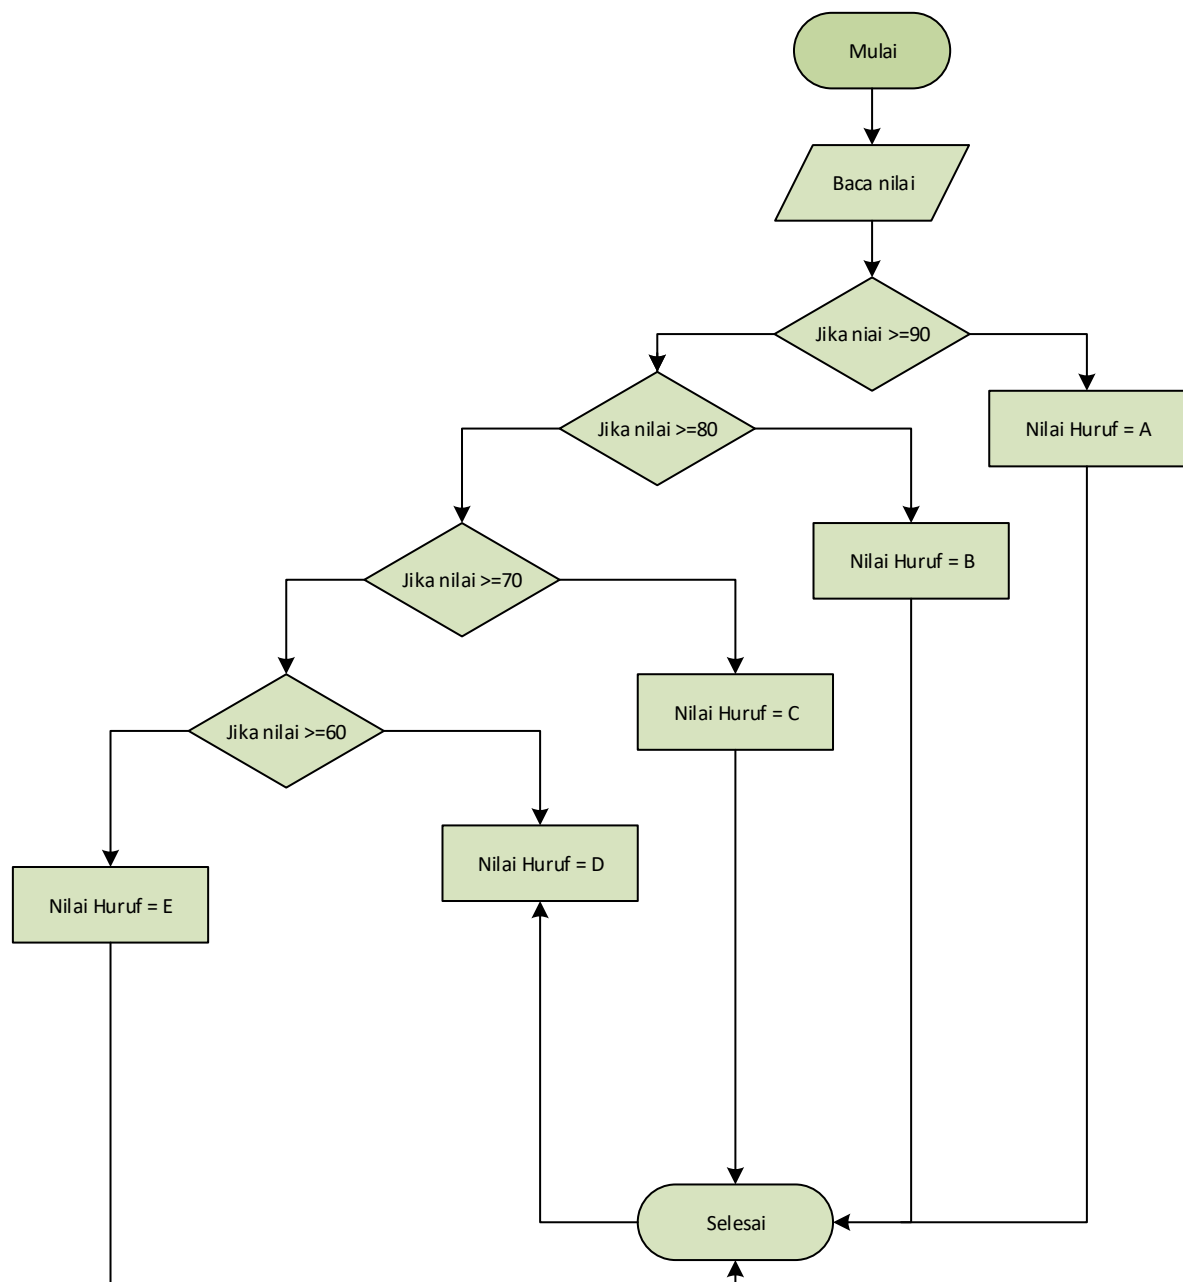 Mulai
Baca nilai
Jika niai >=90
Jika nilai >=80
Nilai Huruf = A
Nilai Huruf = B
Jika nilai >=70
Nilai Huruf = C
Jika nilai >=60
Nilai Huruf = D
Nilai Huruf = E
Selesai